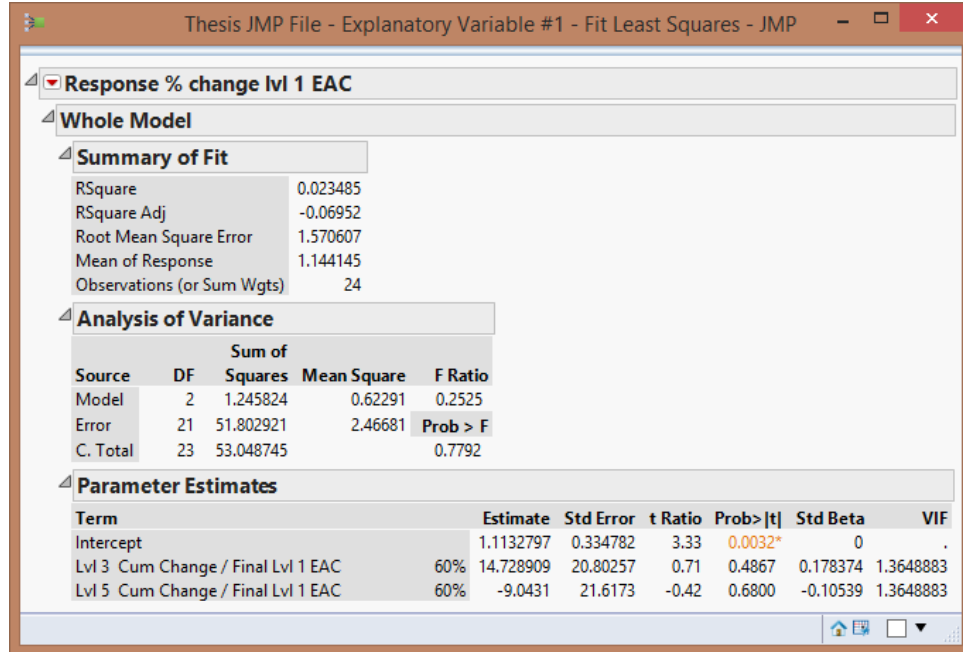 Thesis JMP File - Explanatory Variable #1 - Fit Least Squares - JMP
Response % change lvl 1 EAC
Whole Model
Summary of Fit
RSquare 0.023485
RSquare Adj -0.06952
Root Mean Square Error 1.570607
Mean of Response 1.144145
Observations (or Sum Wgts) 24
Analysis of Variance
Sum of
Source DF Squares Mean Square F Ratio
Model 2 1.245824 0.62291 0.2525
Error 21 51.802921 2.46681 Prob > F
C. Total 23 53.048745 0.7792
Parameter Estimates
Term Estimate Std Error t Ratio Prob>|t| Std Beta VIF
Intercept 1.1132797 0.334782 3.33 0.0032* 0 .
Lvl 3 Cum Change / Final Lvl 1 EAC 60% 14.728909 20.80257 0.71 0.4867 0.178374 1.3648883
Lvl 5 Cum Change / Final Lvl 1 EAC 60% -9.0431 21.6173 -0.42 0.6800 -0.10539 1.3648883